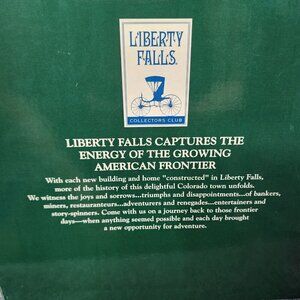 LIBERTY
FALLS.
COLLECTORS CLUB
LIBERTY FALLS CAPTURES THE
ENERGY OF THE GROWING
AMERICAN FRONTIER
With each new building and home "constructed" in Liberty Falls,
more of the history of this delightful Colorado town unfolds.
We witness the joys and sorrows...triumphs and disappointments...of bankers,
miners, restauranteurs...adventurers and renegades...entertainers and
story-spinners. Come with us on a journey back to those frontier
days—when anything seemed possible and each day brought
a new opportunity for adventure.